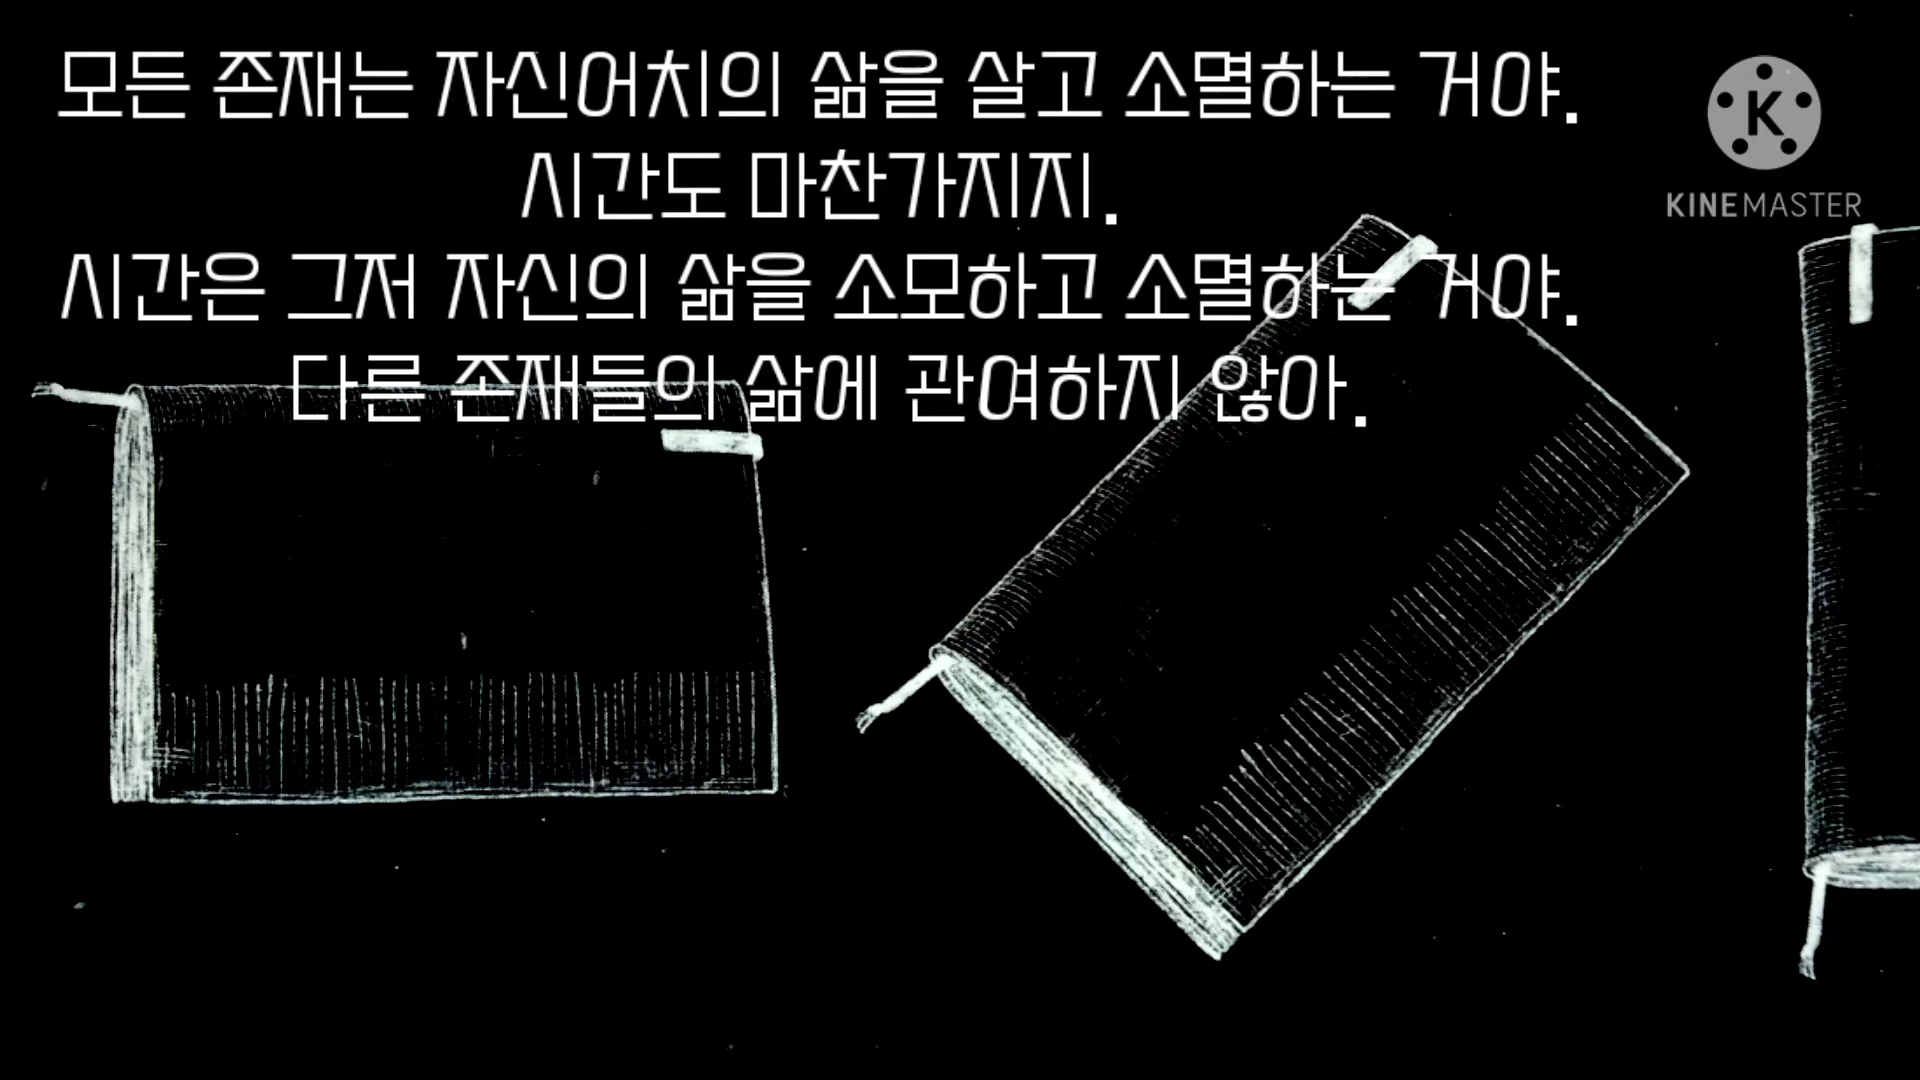 모든 존재는 자신어치의 삶을 살고 소멸하는 거야.
시간도 마찬가지지.
시간은 그저 자신의 삶을 소모하고 소멸하는 거야.
다른 존재들의 삶에 관여하지 않아.
K
KINEMASTER